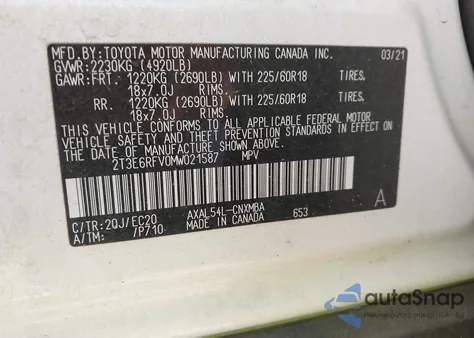 MFD.BY:TOYOTA MOTOR MANUFACTURING CANADA INC. 03/21
GVWR:2230KG (4920LB)
GAWR:FRT. 1220KG (2690LB) WITH 225/60R18 TIRES.
18x7.0J RIMS.
RR. 1220KG (2690LB) WITH 225/60R18 TIRES.
18x7.0J RIMS.
THIS VEHICLE CONFORMS TO ALL APPLICABLE FEDERAL MOTOR
VEHICLE SAFETY AND THEFT PREVENTION STANDARDS IN EFFECT
ON THE DATE OF MANUFACTURE SHOWN ABOVE.
2T3E6RFV0MW021587 MPV
A
C/TR:2QJ/EC20 AXAL54L-CNXMBA
A/TM: /P710 MADE IN CANADA 653
autoSnap